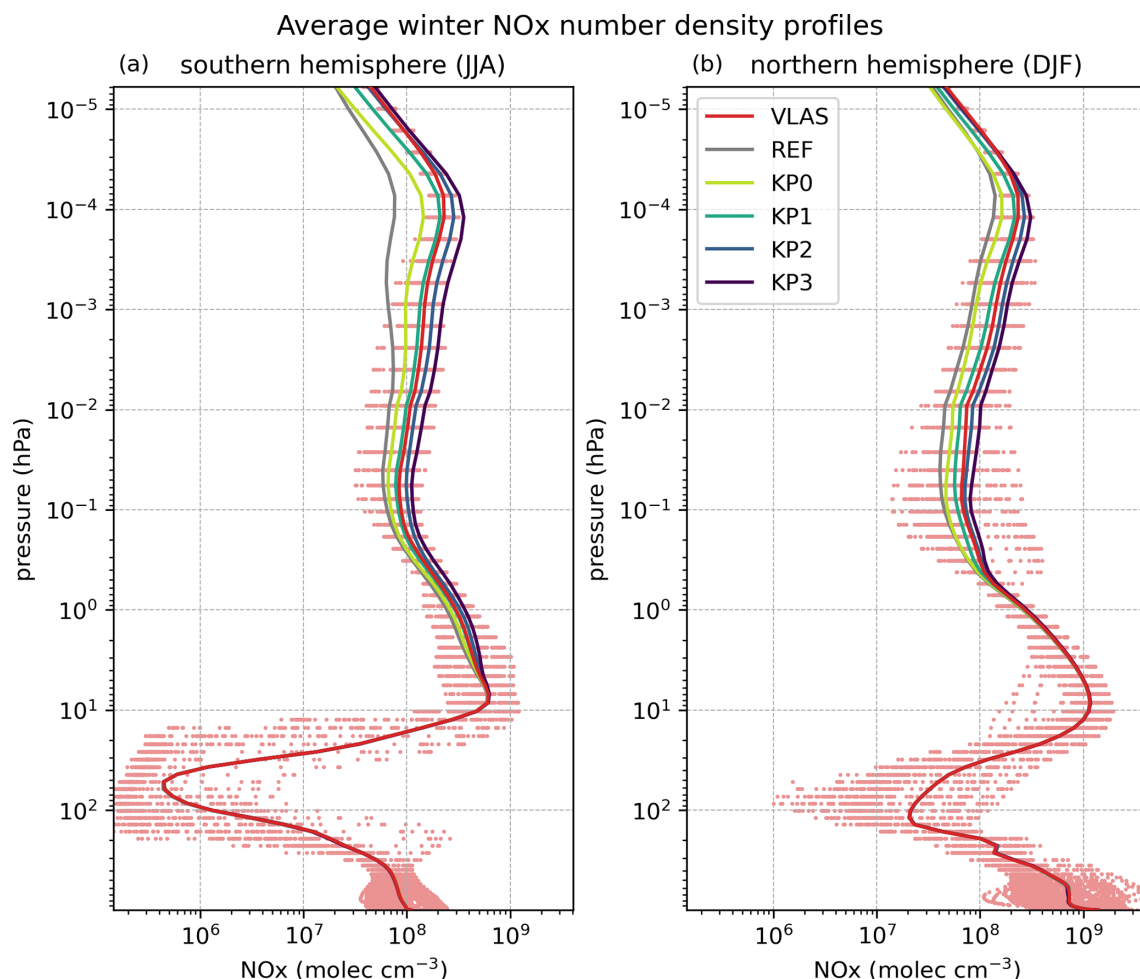 Average winter NOx number density profiles
(a) southern hemisphere (JJA)
(b) northern hemisphere (DJF)
10⁻⁵
10⁻⁴
10⁻³
10⁻²
10⁻¹
10⁰
10¹
10²
pressure (hPa)
10⁶ 10⁷ 10⁸ 10⁹
NOx (molec cm⁻³)
VLAS
REF
KP0
KP1
KP2
KP3
10⁻⁵
10⁻⁴
10⁻³
10⁻²
10⁻¹
10⁰
10¹
10²
pressure (hPa)
10⁶ 10⁷ 10⁸ 10⁹
NOx (molec cm⁻³)